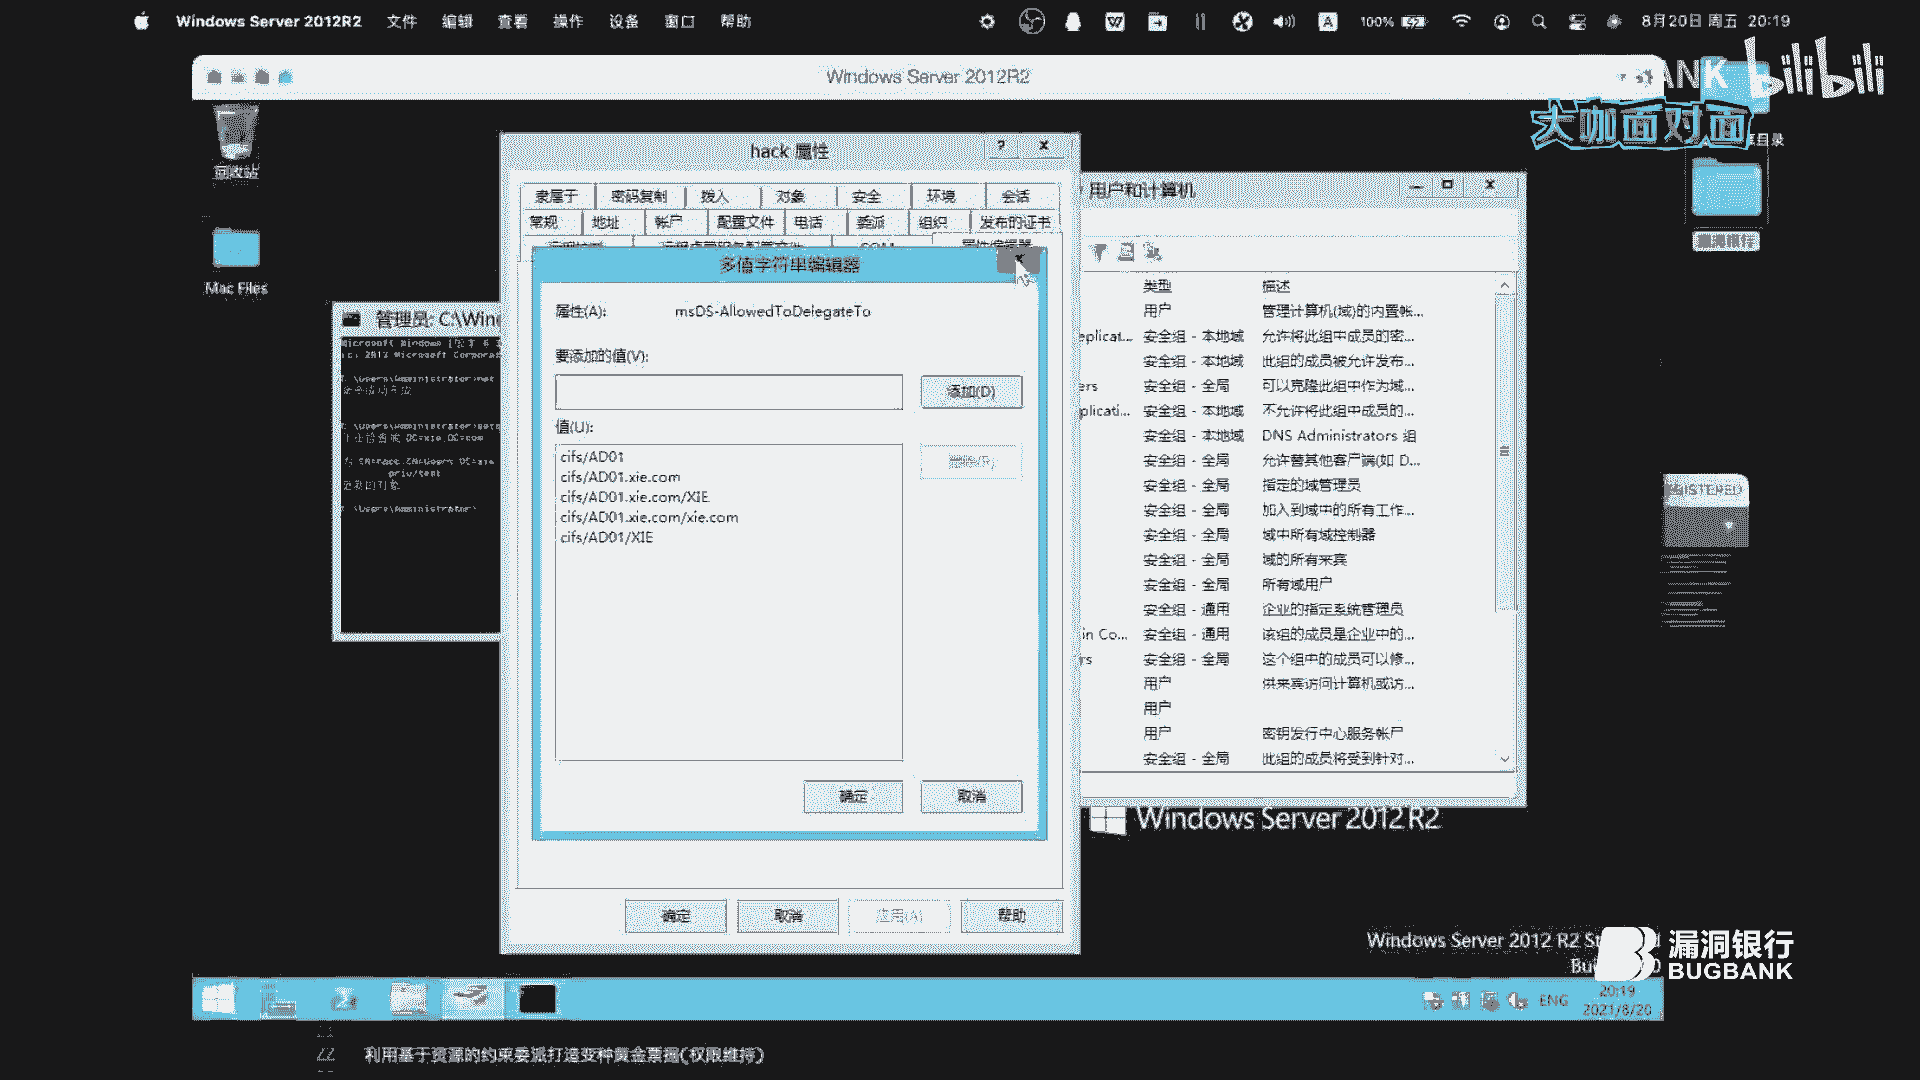 Windows Server 2012R2 文件 编辑 查看 操作 设备 窗口 帮助
100%
8月20日 周五 20:19
Windows Server 2012R2
bilibili
大咖面对面
回收站
Mac Files
hack 属性
隶属于 密码复制 拨入 对象 安全 环境 会话
常规 地址 帐户 配置文件 电话 委派 组织 发布的证书
属性编辑器
多值字符串编辑器
属性(A): msDS-AllowedToDelegateTo
要添加的值(V):
添加(D)
值(U):
cifs/AD01
cifs/AD01.xie.com
cifs/AD01.xie.com/XIE
cifs/AD01.xie.com/xie.com
cifs/AD01/XIE
删除(R)
确定 取消
确定 取消 应用(A) 帮助
管理员: C:\Win
用户和计算机
类型 描述
用户 管理计算机(域)的内置帐...
eplicat... 安全组 - 本地域 允许将此组中成员的密...
安全组 - 本地域 此组的成员被允许发布...
ers 安全组 - 全局 可以克隆此组中作为域...
plicati... 安全组 - 本地域 不允许将此组中成员的...
安全组 - 本地域 DNS Administrators 组
安全组 - 全局 允许替其他客户端(如 D...
安全组 - 全局 指定的域管理员
安全组 - 全局 加入到域中的所有工作...
安全组 - 全局 域中所有域控制器
安全组 - 全局 域的所有来宾
安全组 - 全局 所有域用户
安全组 - 通用 企业的指定系统管理员
in Co... 安全组 - 通用 该组的成员是企业中的...
rs 安全组 - 全局 这个组中的成员可以修...
用户 供来宾访问计算机或访...
用户
用户 密钥发行中心服务帐户
安全组 - 全局 此组的成员将受到针对...
Windows Server 2012 R2
Windows Server 2012 R2 S
漏洞银行
BUGBANK
ENG
20:19
2021/8/20
22 利用基于资源的约束委派打造变种黄金票据(权限维持)